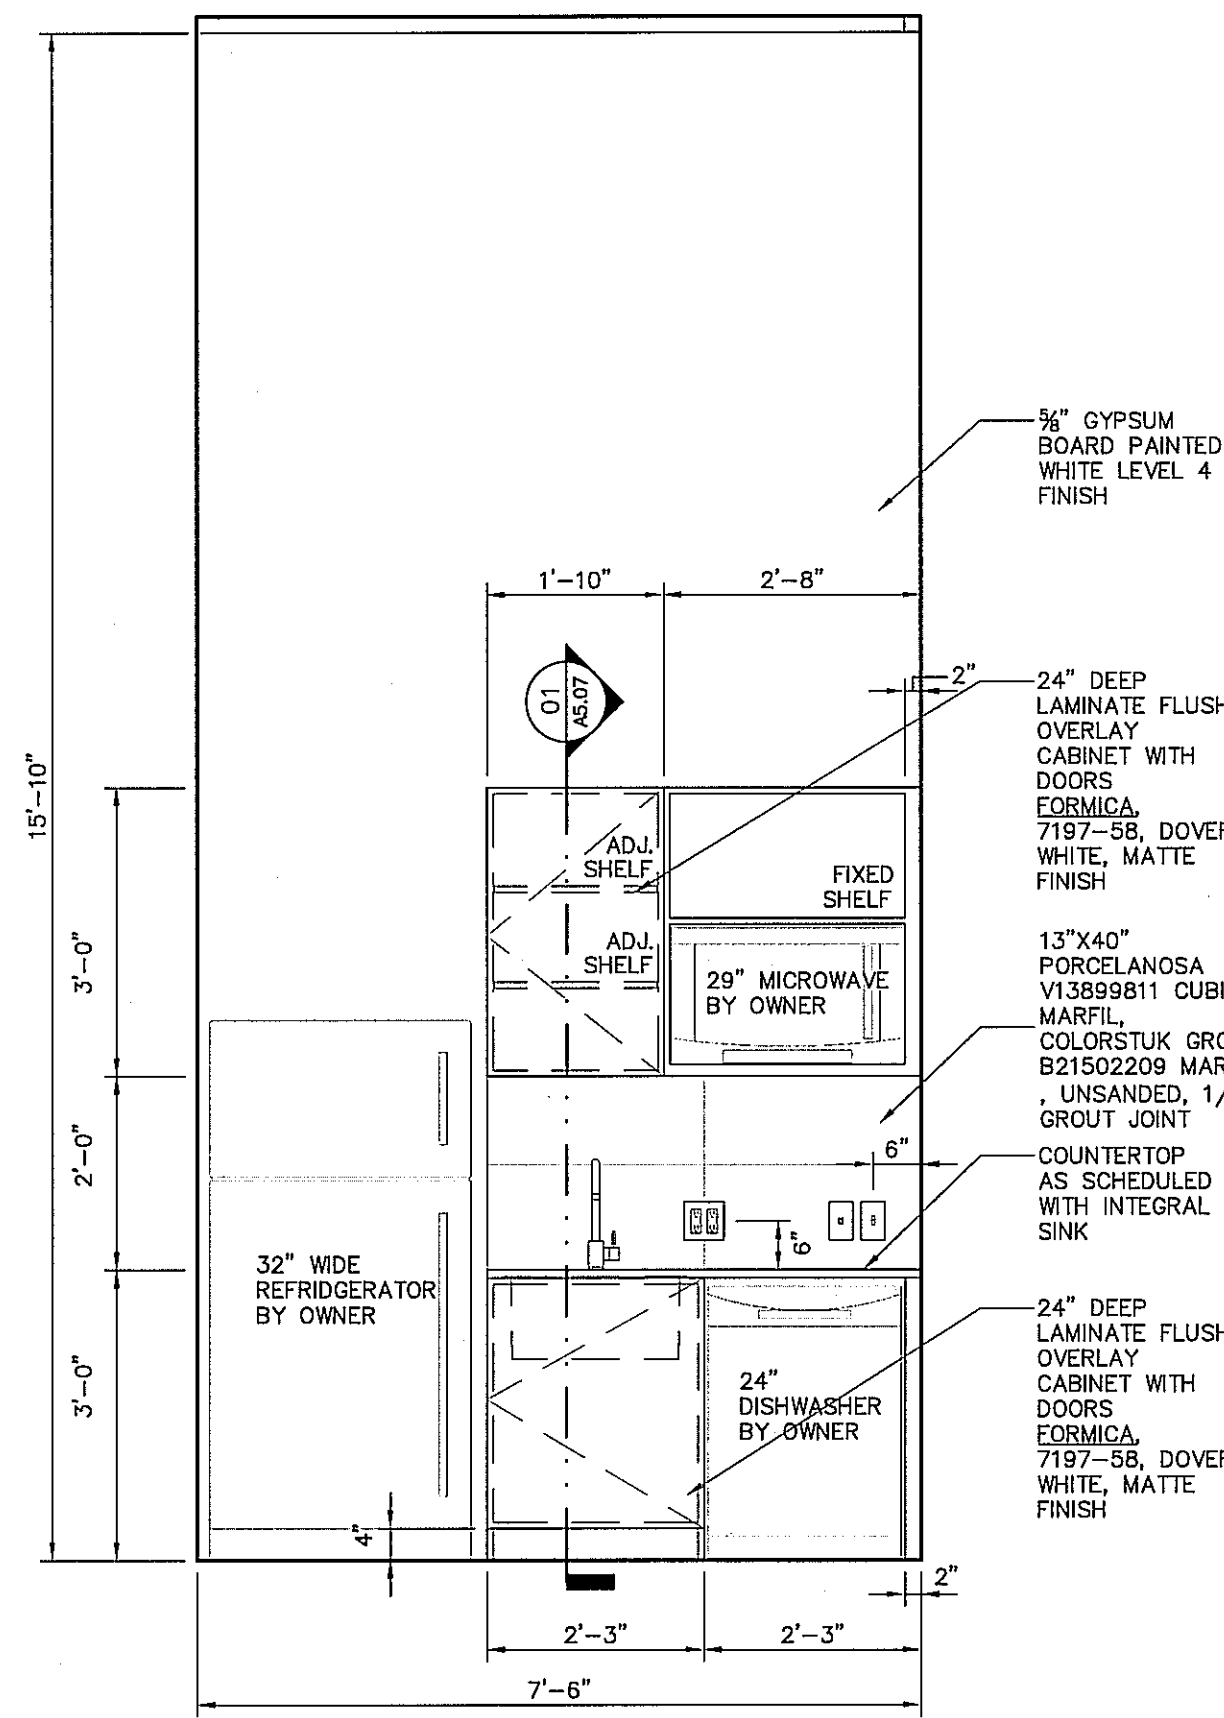 ⅝" GYPSUM
BOARD PAINTED
WHITE LEVEL 4
FINISH
1'-10"
2'-8"
01
A5.07
2"
24" DEEP
LAMINATE FLUSH
OVERLAY
CABINET WITH
DOORS
FORMICA,
7197-58, DOVER
WHITE, MATTE
FINISH
15'-10"
ADJ.
SHELF
FIXED
SHELF
3'-0"
ADJ.
SHELF
29" MICROWAVE
BY OWNER
13"X40"
PORCELANOSA
V13899811
MARFIL,
COLORSTUK
B21502209
, UNSANDED,
GROUT JOINT
2'-0"
6"
6"
COUNTERTOP
AS SCHEDULED
WITH INTEGRAL
SINK
32" WIDE
REFRIDGERATOR
BY OWNER
3'-0"
24"
DISHWASHER
BY OWNER
24" DEEP
LAMINATE FLUSH
OVERLAY
CABINET WITH
DOORS
FORMICA,
7197-58, DOVER
WHITE, MATTE
FINISH
4"
2"
2'-3"
2'-3"
7'-6"